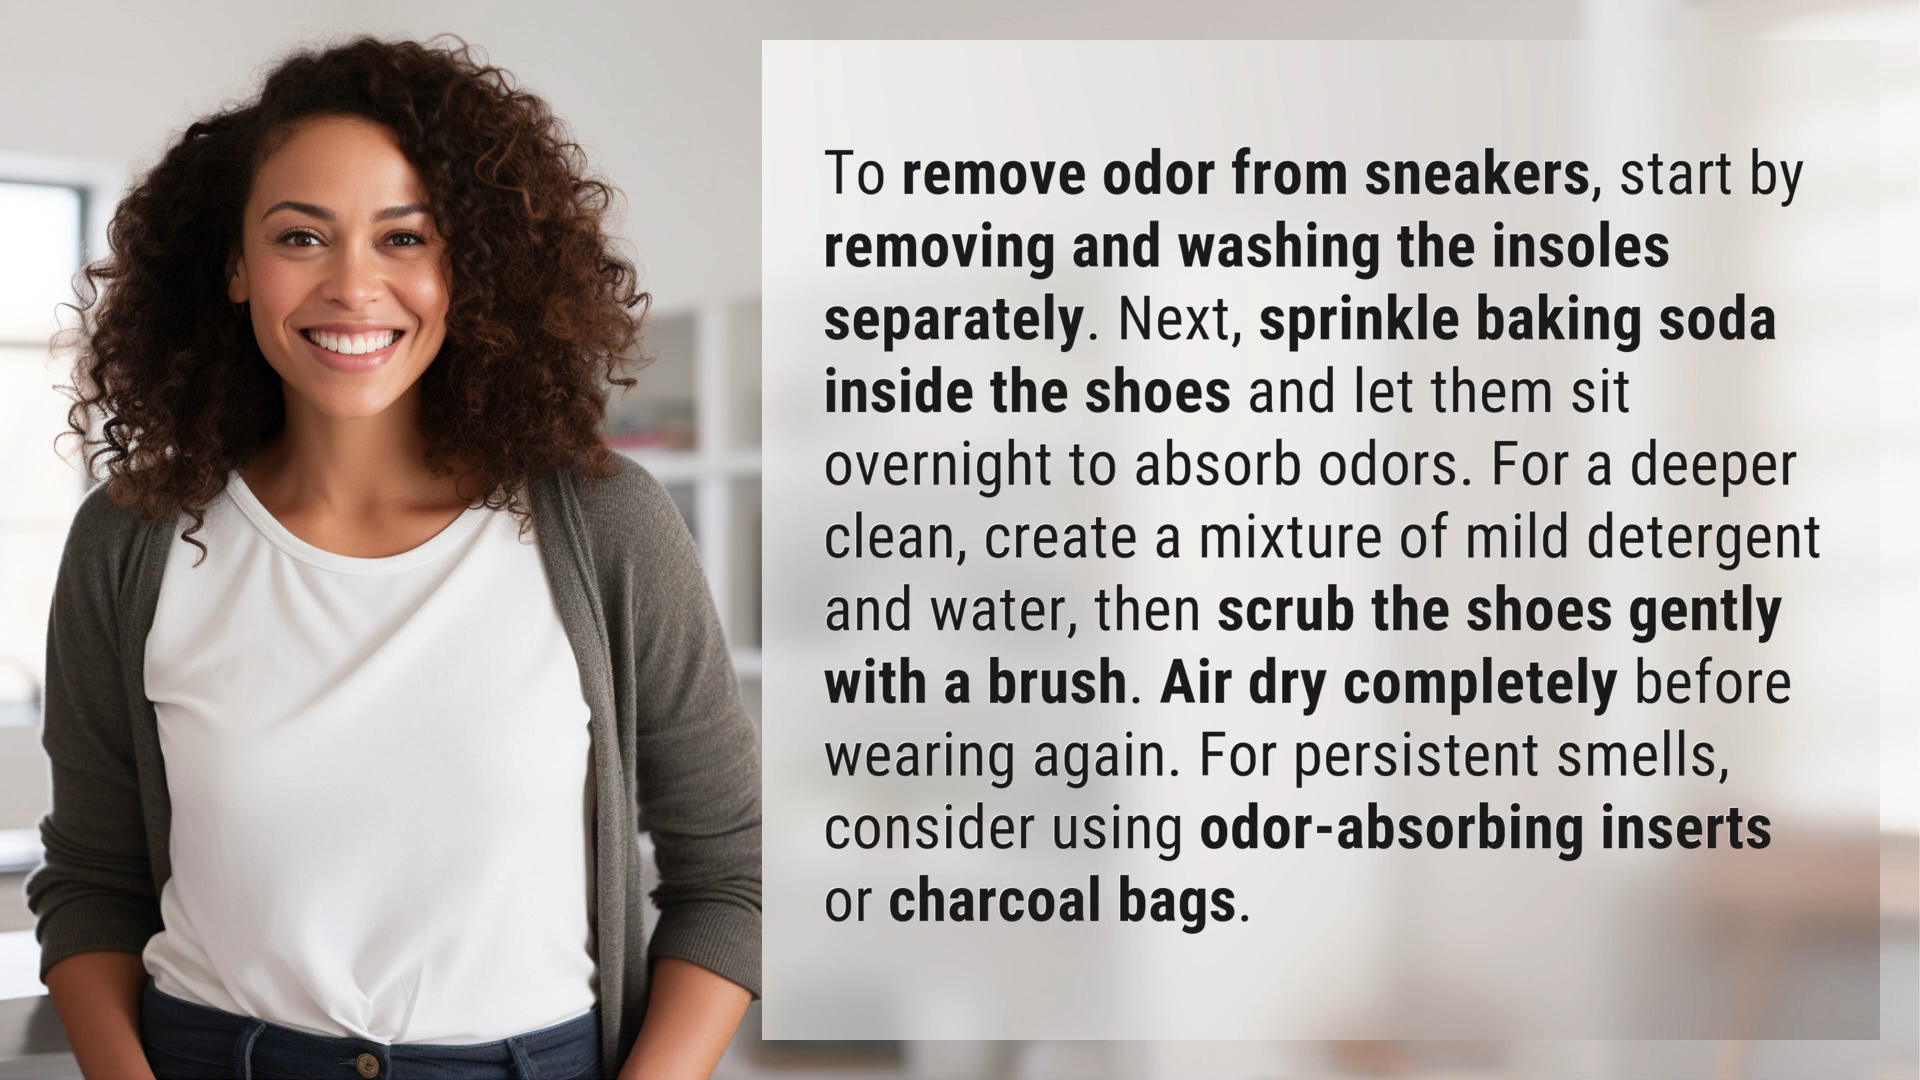 To remove odor from sneakers, start by
removing and washing the insoles
separately. Next, sprinkle baking soda
inside the shoes and let them sit
overnight to absorb odors. For a deeper
clean, create a mixture of mild detergent
and water, then scrub the shoes gently
with a brush. Air dry completely before
wearing again. For persistent smells,
consider using odor-absorbing inserts
or charcoal bags.